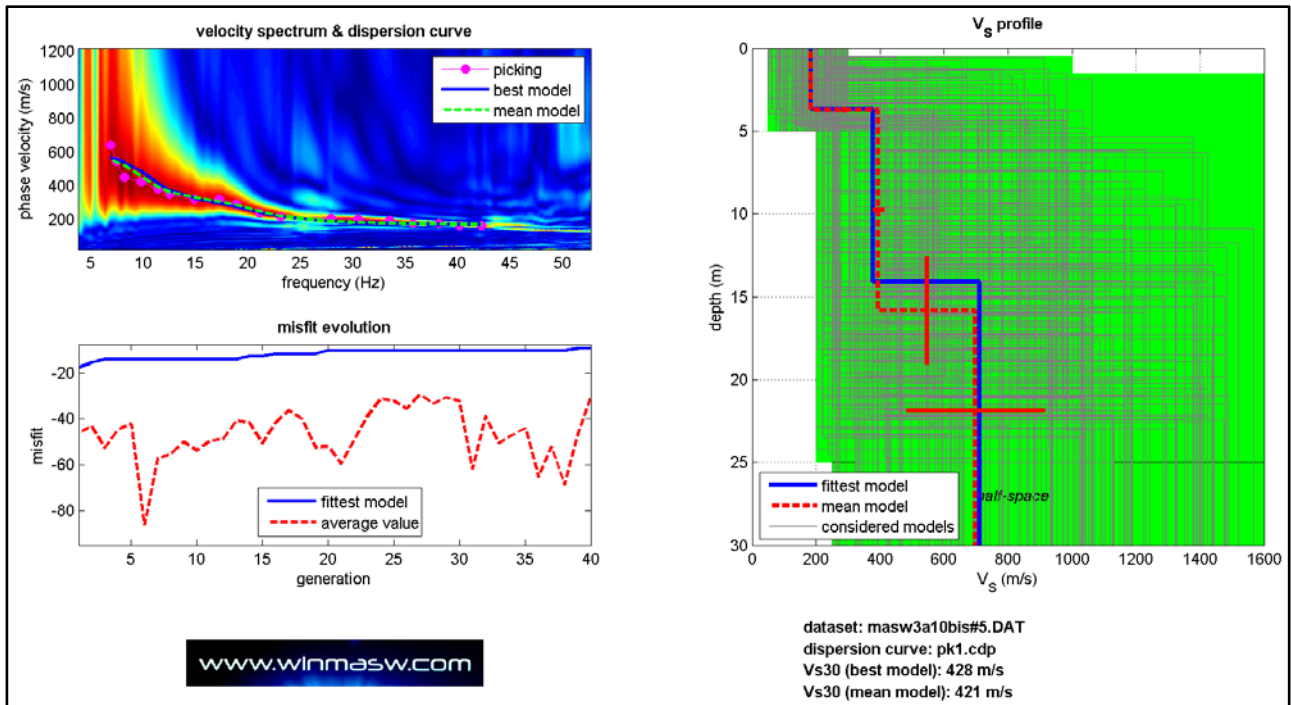 velocity spectrum & dispersion curve
1200
1000
800
600
400
200
phase velocity (m/s)
picking
best model
mean model
5 10 15 20 25 30 35 40 45 50
frequency (Hz)
misfit evolution
-20
-40
-60
-80
misfit
fittest model
average value
5 10 15 20 25 30 35 40
generation
www.winmasw.com
VS profile
0
5
10
15
20
25
30
depth (m)
half-space
fittest model
mean model
considered models
0 200 400 600 800 1000 1200 1400 1600
VS (m/s)
dataset: masw3a10bis#5.DAT
dispersion curve: pk1.cdp
Vs30 (best model): 428 m/s
Vs30 (mean model): 421 m/s